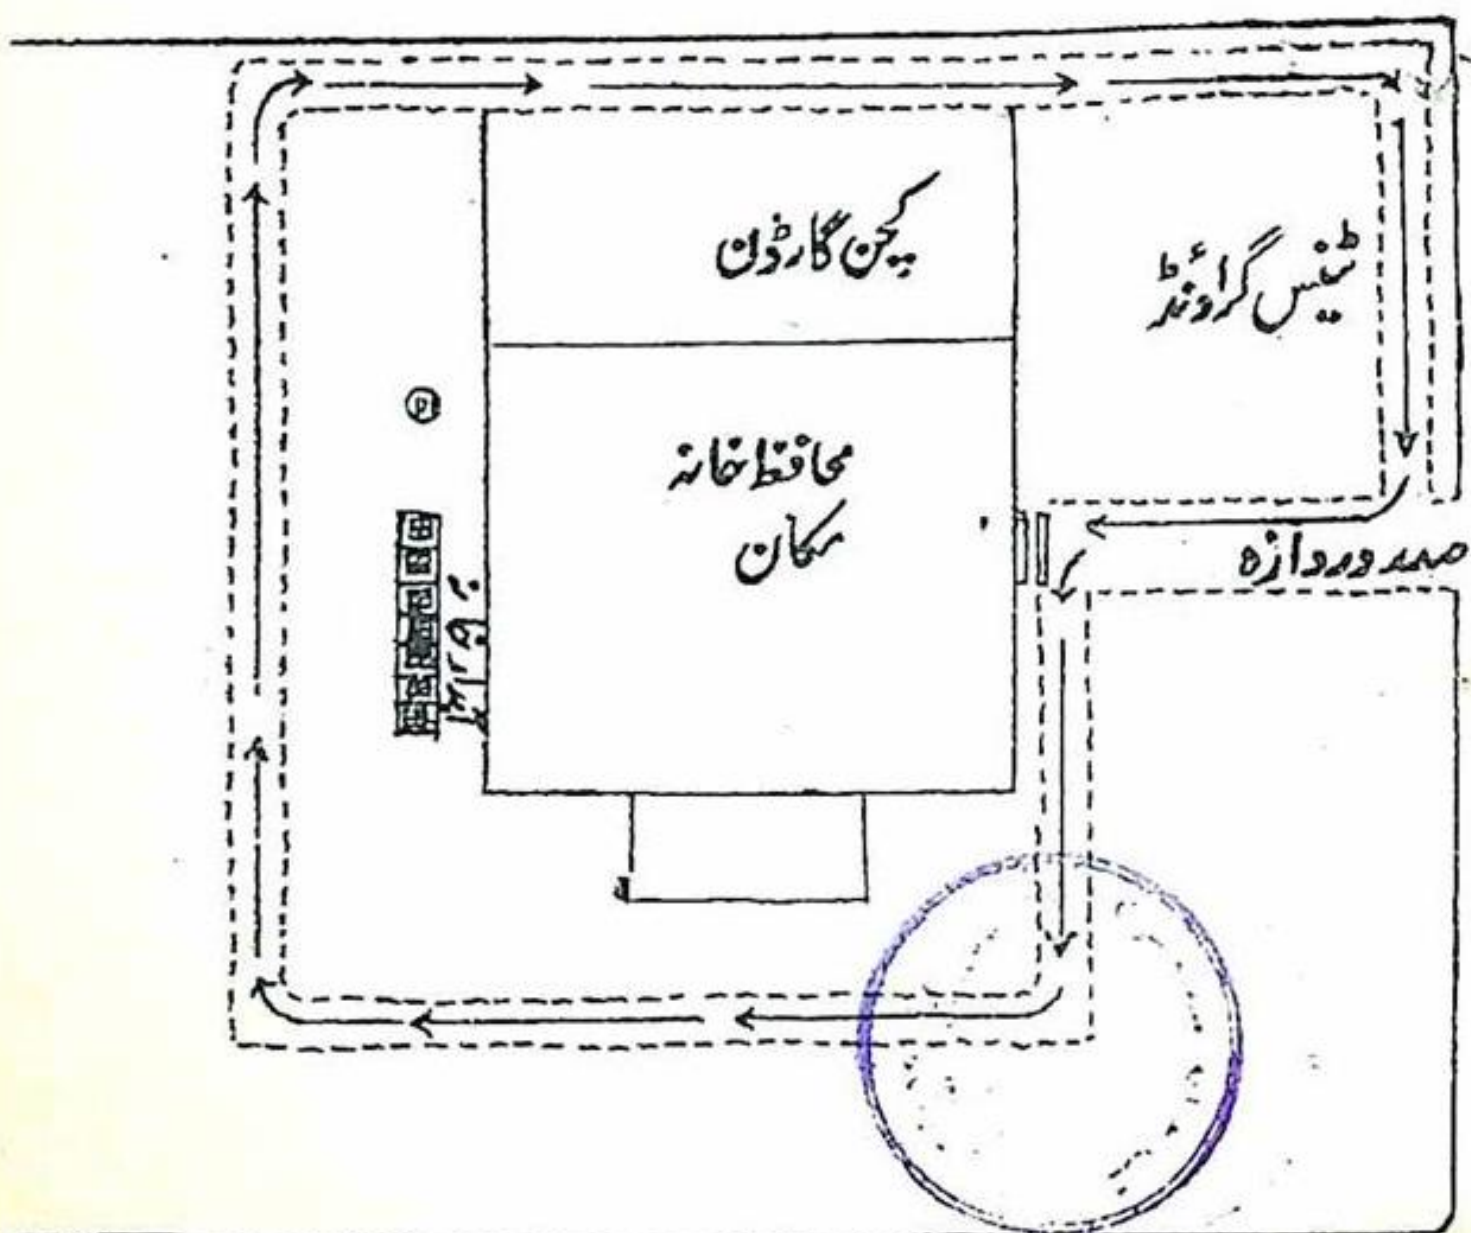 کچن گارڈن
ٹینس گراؤنڈ
محافظ خانہ
مکان
صدر دروازہ